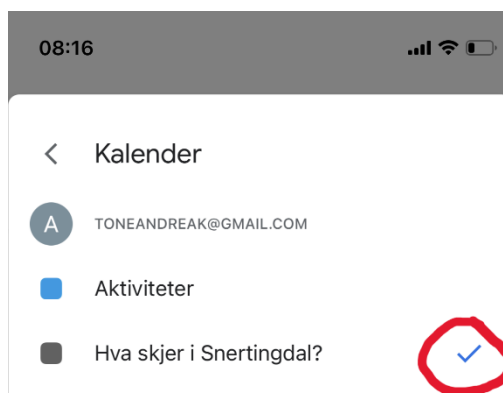 08:16
Kalender
A
TONEANDREAK@GMAIL.COM
Aktiviteter
Hva skjer i Snertingdal?